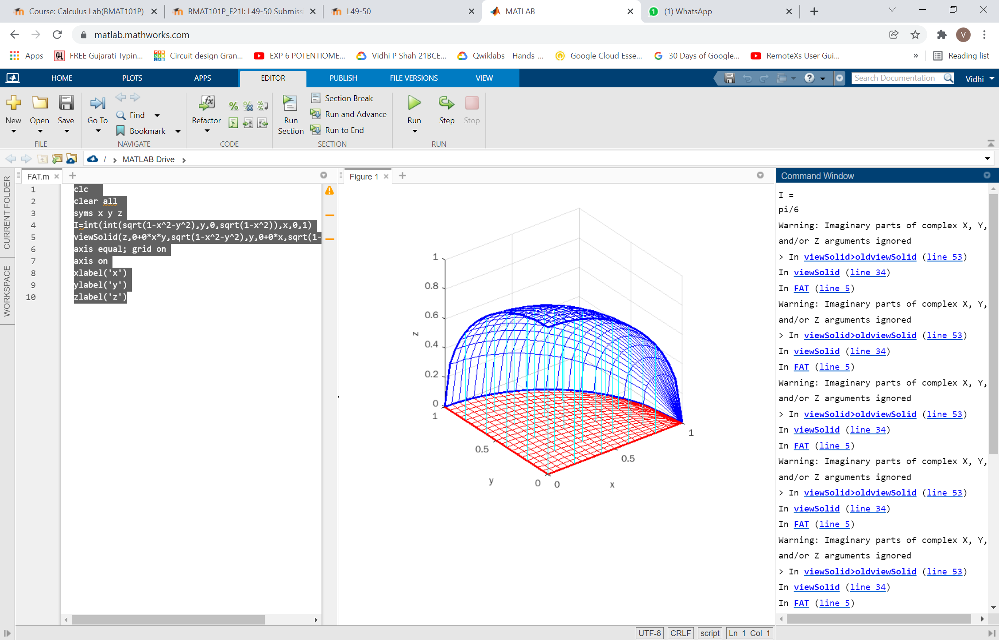 Course: Calculus Lab(BMAT101P)
BMAT101P_F21I: L49-50 Submiss
L49-50
MATLAB
(1) WhatsApp
matlab.mathworks.com
V
Apps
FREE Gujarati Typin...
Circuit design Gran...
EXP 6 POTENTIOME...
Vidhi P Shah 21BCE...
Qwiklabs - Hands-...
Google Cloud Esse...
30 Days of Google...
RemoteXs User Gui...
»
Reading list
HOME
PLOTS
APPS
EDITOR
PUBLISH
FILE VERSIONS
VIEW
Search Documentation
Vidhi
New
Open
Save
FILE
Go To
Find
Bookmark
NAVIGATE
Refactor
CODE
Run Section
Section Break
Run and Advance
Run to End
SECTION
Run
Step
Stop
RUN
/ > MATLAB Drive >
CURRENT FOLDER
WORKSPACE
FAT.m
1 clc
2 clear all
3 syms x y z
4 I=int(int(sqrt(1-x^2-y^2),y,0,sqrt(1-x^2)),x,0,1)
5 viewSolid(z,0+0*x*y,sqrt(1-x^2-y^2),y,0+0*x,sqrt(1-
6 axis equal; grid on
7 axis on
8 xlabel('x')
9 ylabel('y')
10 zlabel('z')
Figure 1
1
0.8
0.6
z
0.4
0.2
0
1
0.5
y
0
0
x
0.5
1
Command Window
I =
pi/6
Warning: Imaginary parts of complex X, Y,
and/or Z arguments ignored
> In viewSolid>oldviewSolid (line 53)
In viewSolid (line 34)
In FAT (line 5)
Warning: Imaginary parts of complex X, Y,
and/or Z arguments ignored
> In viewSolid>oldviewSolid (line 53)
In viewSolid (line 34)
In FAT (line 5)
Warning: Imaginary parts of complex X, Y,
and/or Z arguments ignored
> In viewSolid>oldviewSolid (line 53)
In viewSolid (line 34)
In FAT (line 5)
Warning: Imaginary parts of complex X, Y,
and/or Z arguments ignored
> In viewSolid>oldviewSolid (line 53)
In viewSolid (line 34)
In FAT (line 5)
Warning: Imaginary parts of complex X, Y,
and/or Z arguments ignored
> In viewSolid>oldviewSolid (line 53)
In viewSolid (line 34)
In FAT (line 5)
UTF-8
CRLF
script
Ln 1 Col 1